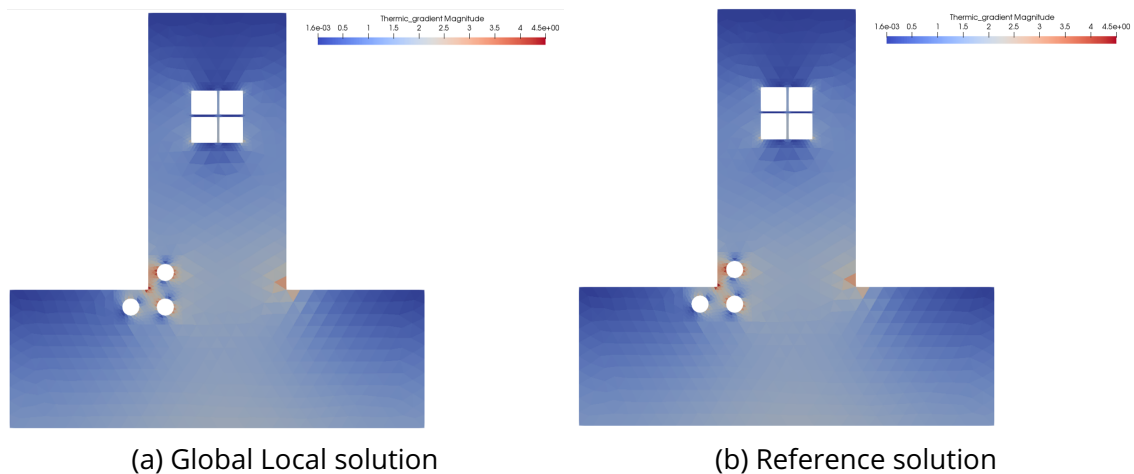 Thermic_gradient Magnitude
1.6e-03 0.5 1 1.5 2 2.5 3 3.5 4.5e+00
Thermic_gradient Magnitude
1.6e-03 0.5 1 1.5 2 2.5 3 3.5 4.5e+00
(a) Global Local solution
(b) Reference solution